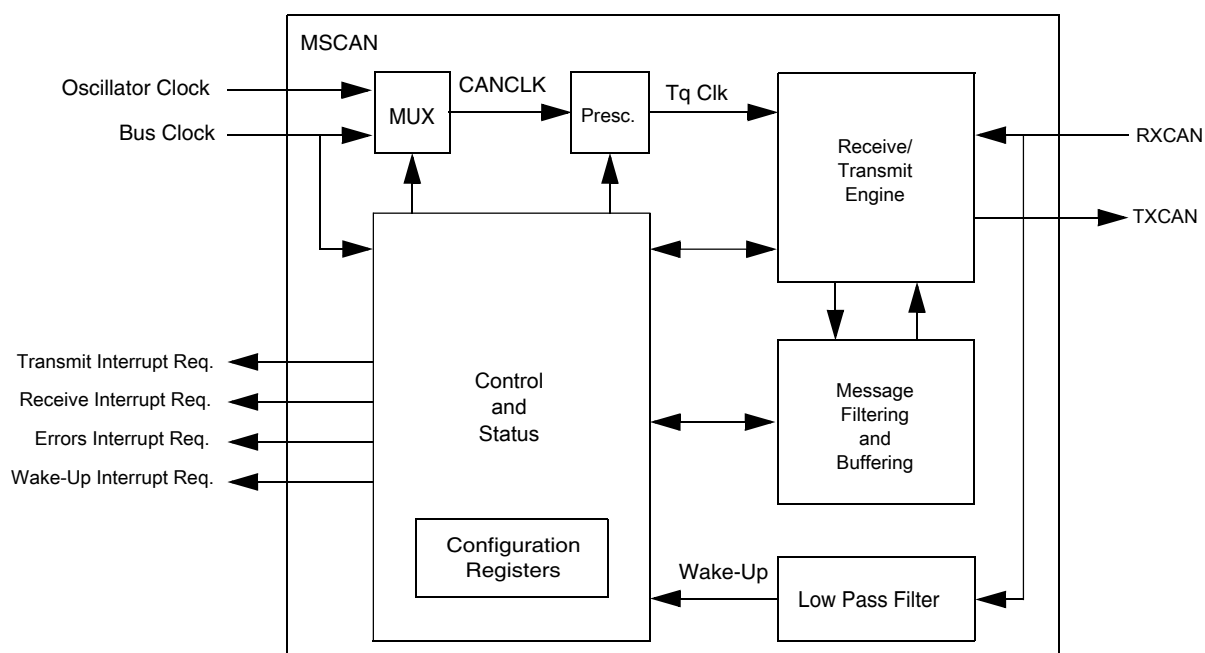 MSCAN
Oscillator Clock
Bus Clock
MUX
CANCLK
Presc.
Tq Clk
Receive/
Transmit
Engine
RXCAN
TXCAN
Transmit Interrupt Req.
Receive Interrupt Req.
Errors Interrupt Req.
Wake-Up Interrupt Req.
Control
and
Status
Message
Filtering
and
Buffering
Configuration
Registers
Wake-Up
Low Pass Filter